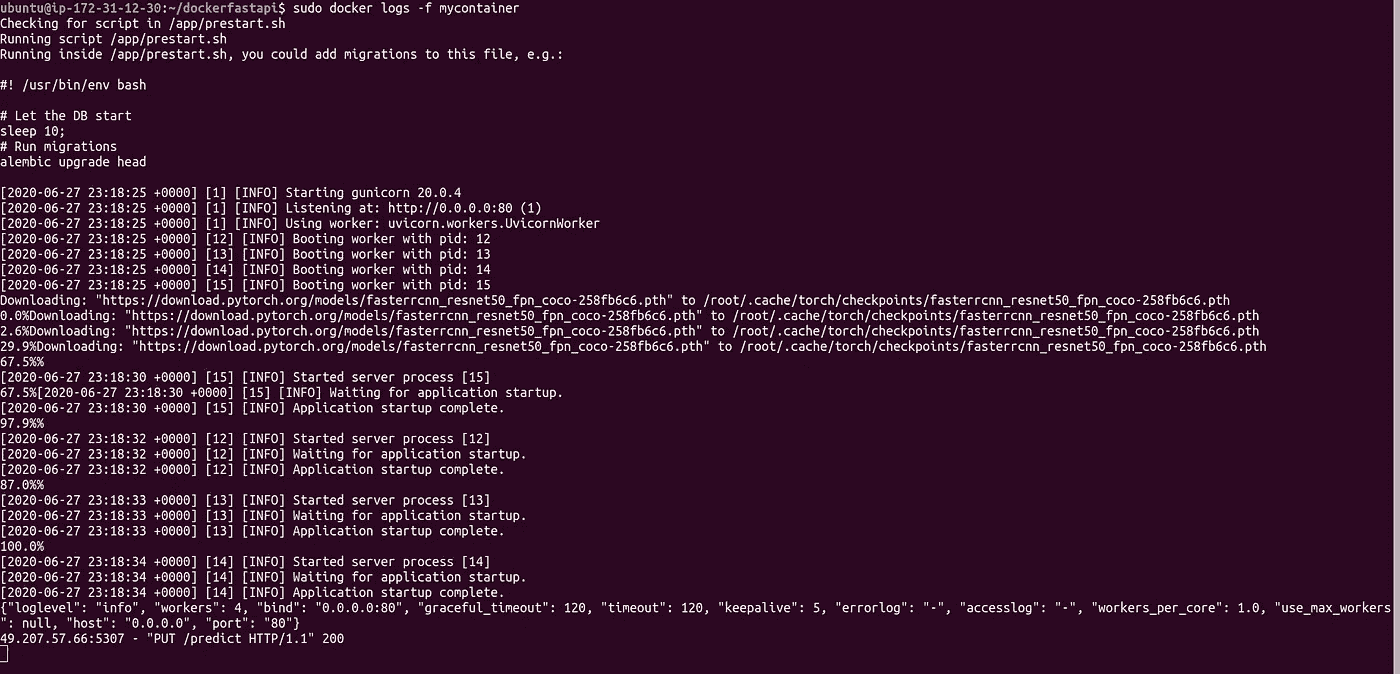 ubuntu@ip-172-31-12-30:~/dockerfastapi$ sudo docker logs -f mycontainer
Checking for script in /app/prestart.sh
Running script /app/prestart.sh
Running inside /app/prestart.sh, you could add migrations to this file, e.g.:
#! /usr/bin/env bash
# Let the DB start
sleep 10;
# Run migrations
alembic upgrade head
[2020-06-27 23:18:25 +0000] [1] [INFO] Starting gunicorn 20.0.4
[2020-06-27 23:18:25 +0000] [1] [INFO] Listening at: http://0.0.0.0:80 (1)
[2020-06-27 23:18:25 +0000] [1] [INFO] Using worker: uvicorn.workers.UvicornWorker
[2020-06-27 23:18:25 +0000] [12] [INFO] Booting worker with pid: 12
[2020-06-27 23:18:25 +0000] [13] [INFO] Booting worker with pid: 13
[2020-06-27 23:18:25 +0000] [14] [INFO] Booting worker with pid: 14
[2020-06-27 23:18:25 +0000] [15] [INFO] Booting worker with pid: 15
Downloading: "https://download.pytorch.org/models/fasterrcnn_resnet50_fpn_coco-258fb6c6.pth" to /root/.cache/torch/checkpoints/fasterrcnn_resnet50_fpn_coco-258fb6c6.pth
0.0%Downloading: "https://download.pytorch.org/models/fasterrcnn_resnet50_fpn_coco-258fb6c6.pth" to /root/.cache/torch/checkpoints/fasterrcnn_resnet50_fpn_coco-258fb6c6.pth
2.6%Downloading: "https://download.pytorch.org/models/fasterrcnn_resnet50_fpn_coco-258fb6c6.pth" to /root/.cache/torch/checkpoints/fasterrcnn_resnet50_fpn_coco-258fb6c6.pth
29.9%Downloading: "https://download.pytorch.org/models/fasterrcnn_resnet50_fpn_coco-258fb6c6.pth" to /root/.cache/torch/checkpoints/fasterrcnn_resnet50_fpn_coco-258fb6c6.pth
67.5%%
[2020-06-27 23:18:30 +0000] [15] [INFO] Started server process [15]
67.5%[2020-06-27 23:18:30 +0000] [15] [INFO] Waiting for application startup.
[2020-06-27 23:18:30 +0000] [15] [INFO] Application startup complete.
97.9%%
[2020-06-27 23:18:32 +0000] [12] [INFO] Started server process [12]
[2020-06-27 23:18:32 +0000] [12] [INFO] Waiting for application startup.
[2020-06-27 23:18:32 +0000] [12] [INFO] Application startup complete.
87.0%%
[2020-06-27 23:18:33 +0000] [13] [INFO] Started server process [13]
[2020-06-27 23:18:33 +0000] [13] [INFO] Waiting for application startup.
[2020-06-27 23:18:33 +0000] [13] [INFO] Application startup complete.
100.0%
[2020-06-27 23:18:34 +0000] [14] [INFO] Started server process [14]
[2020-06-27 23:18:34 +0000] [14] [INFO] Waiting for application startup.
[2020-06-27 23:18:34 +0000] [14] [INFO] Application startup complete.
{"loglevel": "info", "workers": 4, "bind": "0.0.0.0:80", "graceful_timeout": 120, "timeout": 120, "keepalive": 5, "errorlog": "-", "accesslog": "-", "workers_per_core": 1.0, "use_max_workers
": null, "host": "0.0.0.0", "port": "80"}
49.207.57.66:5307 - "PUT /predict HTTP/1.1" 200